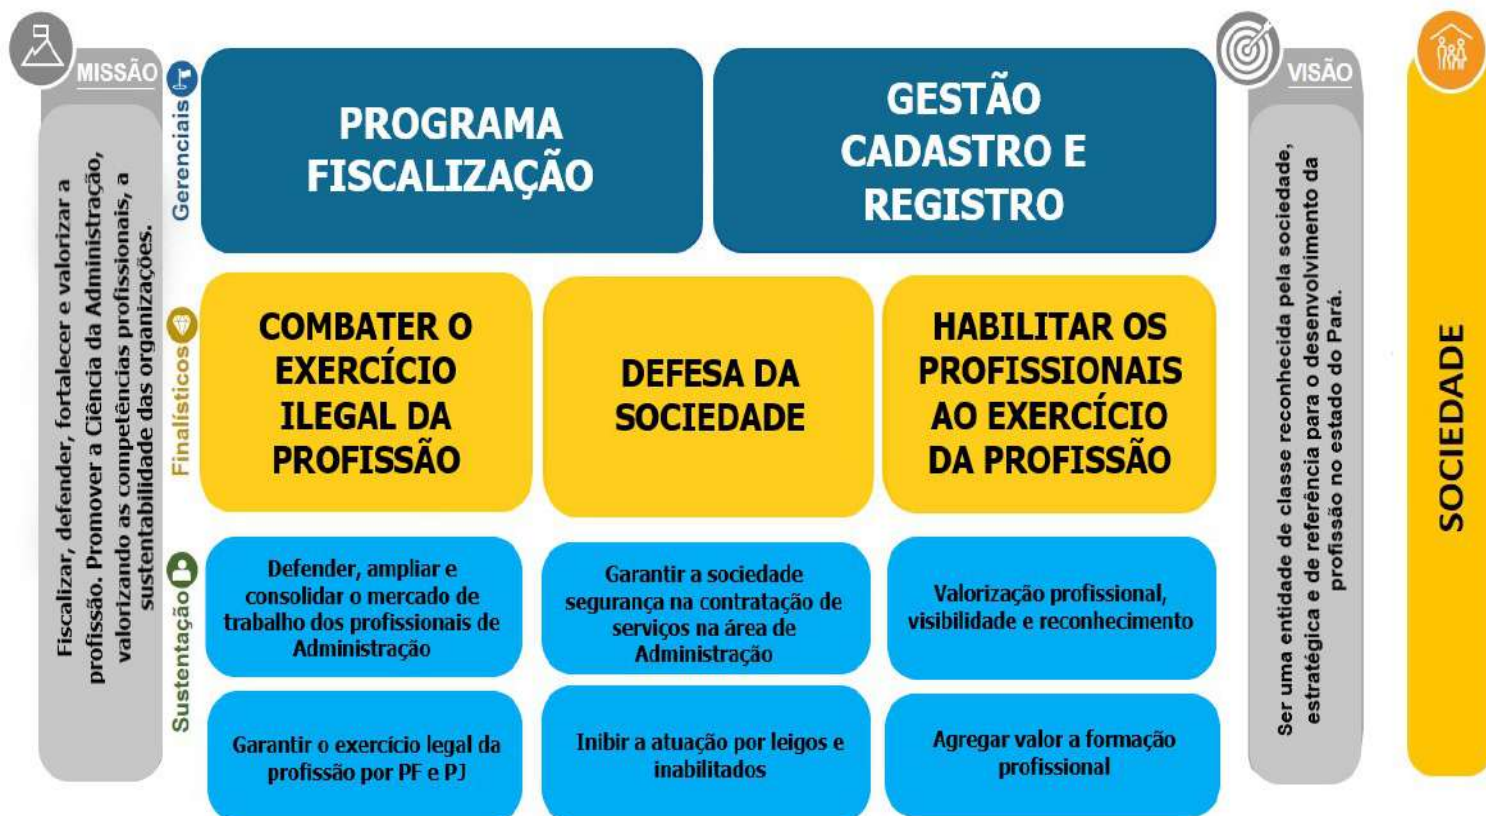 MISSÃO
Fiscalizar, defender, fortalecer e valorizar a
profissão. Promover a Ciência da Administração,
valorizando as competências profissionais, a
sustentabilidade das organizações.
Gerenciais
PROGRAMA
FISCALIZAÇÃO
GESTÃO
CADASTRO E
REGISTRO
Finalísticos
COMBATER O
EXERCÍCIO
ILEGAL DA
PROFISSÃO
DEFESA DA
SOCIEDADE
HABILITAR OS
PROFISSIONAIS
AO EXERCÍCIO
DA PROFISSÃO
Sustentação
Defender, ampliar e
consolidar o mercado de
trabalho dos profissionais de
Administração
Garantir a sociedade
segurança na contratação de
serviços na área de
Administração
Valorização profissional,
visibilidade e reconhecimento
Garantir o exercício legal da
profissão por PF e PJ
Inibir a atuação por leigos e
inabilitados
Agregar valor a formação
profissional
VISÃO
Ser uma entidade de classe reconhecida pela sociedade,
estratégica e de referência para o desenvolvimento da
profissão no estado do Pará.
SOCIEDADE